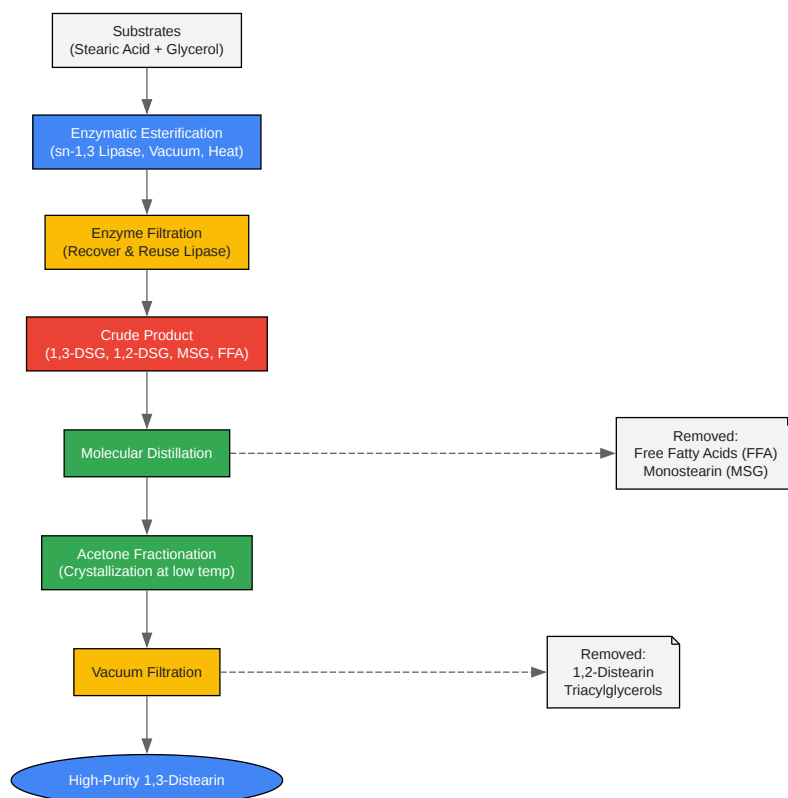 Substrates
(Stearic Acid + Glycerol)
Enzymatic Esterification
(sn-1,3 Lipase, Vacuum, Heat)
Enzyme Filtration
(Recover & Reuse Lipase)
Crude Product
(1,3-DSG, 1,2-DSG, MSG, FFA)
Molecular Distillation
Removed:
Free Fatty Acids (FFA)
Monostearin (MSG)
Acetone Fractionation
(Crystallization at low temp)
Vacuum Filtration
Removed:
1,2-Distearin
Triacylglycerols
High-Purity 1,3-Distearin